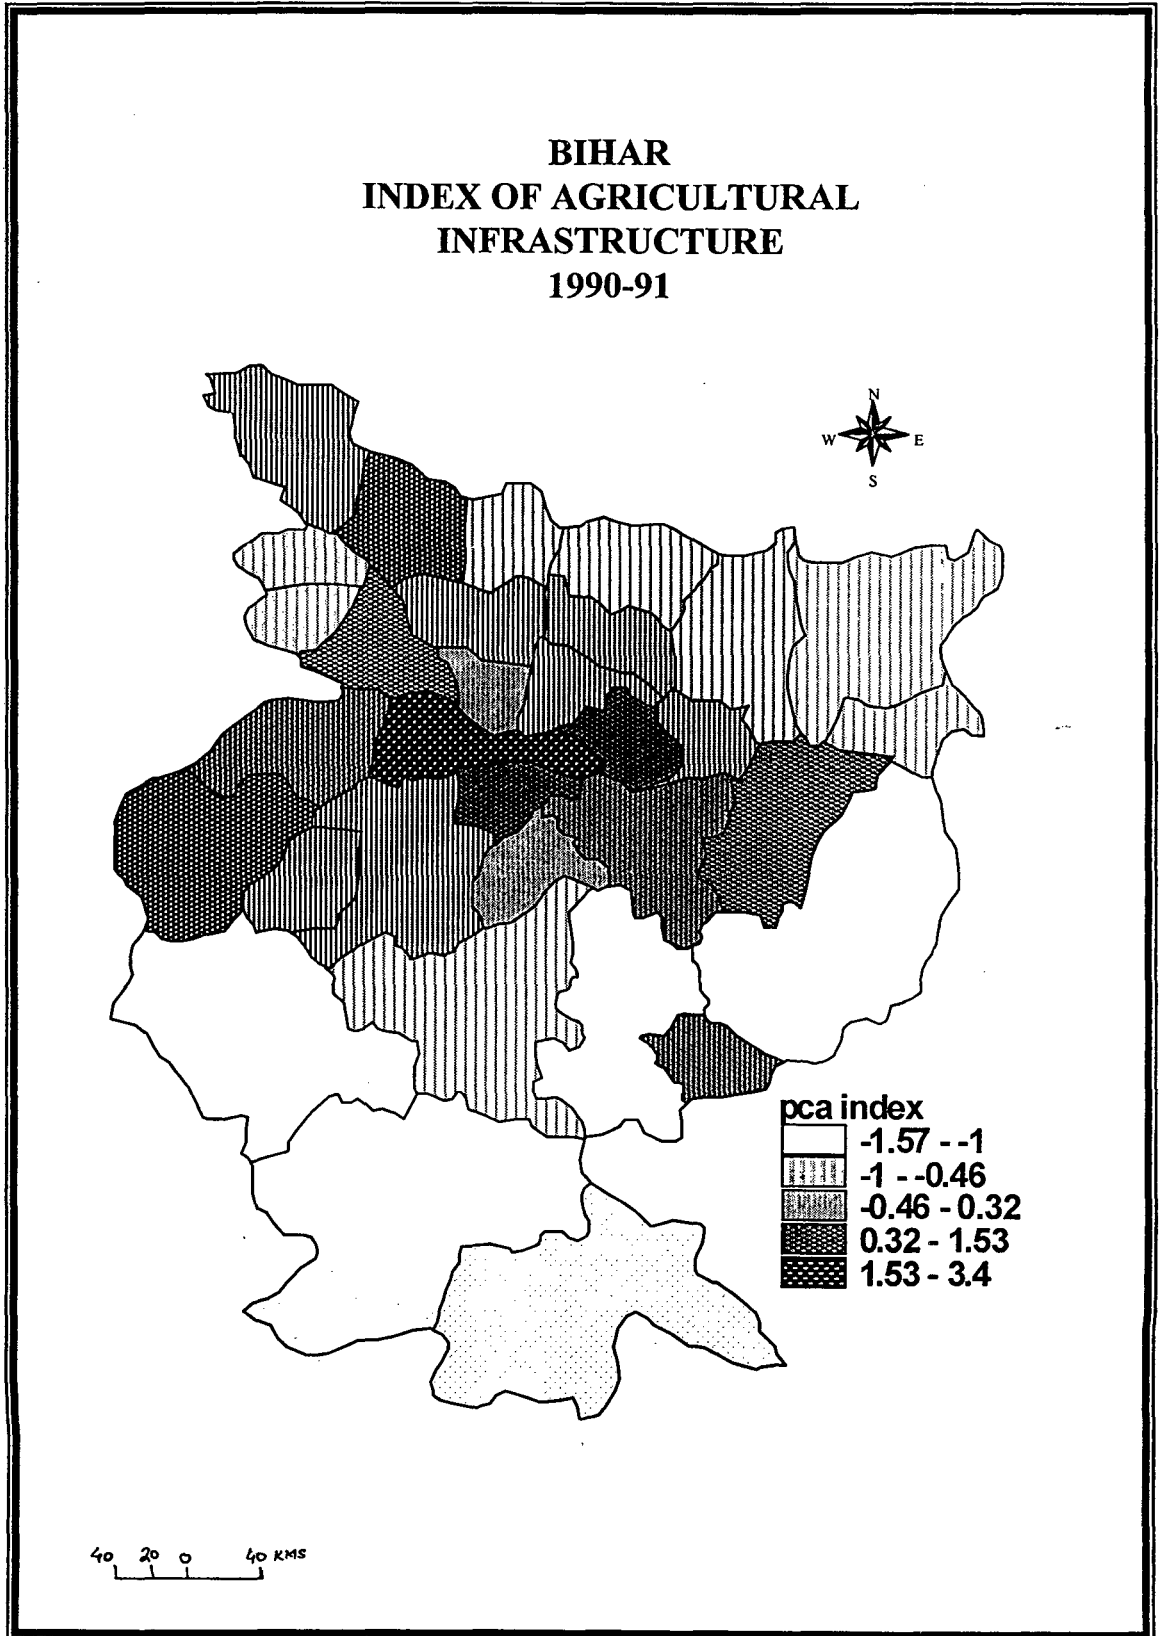 BIHAR
INDEX OF AGRICULTURAL
INFRASTRUCTURE
1990-91
N
W E
S
pca index
-1.57 - -1
-1 - -0.46
-0.46 - 0.32
0.32 - 1.53
1.53 - 3.4
40 20 0 40 KMS